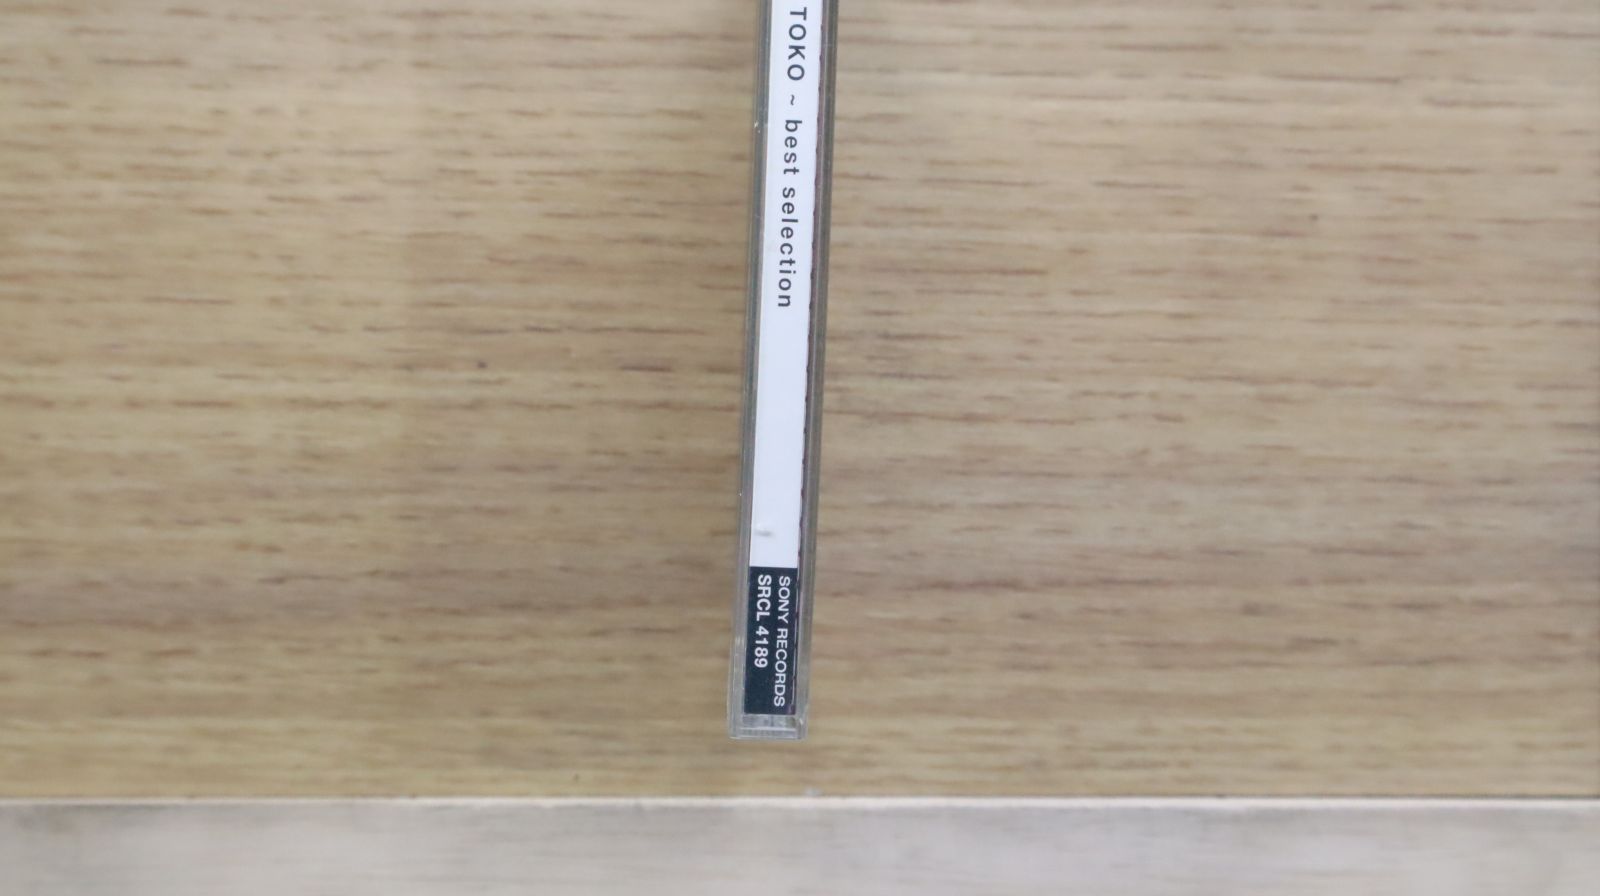 TOKO ~ best selection
SONY RECORDS
SRCL 4189